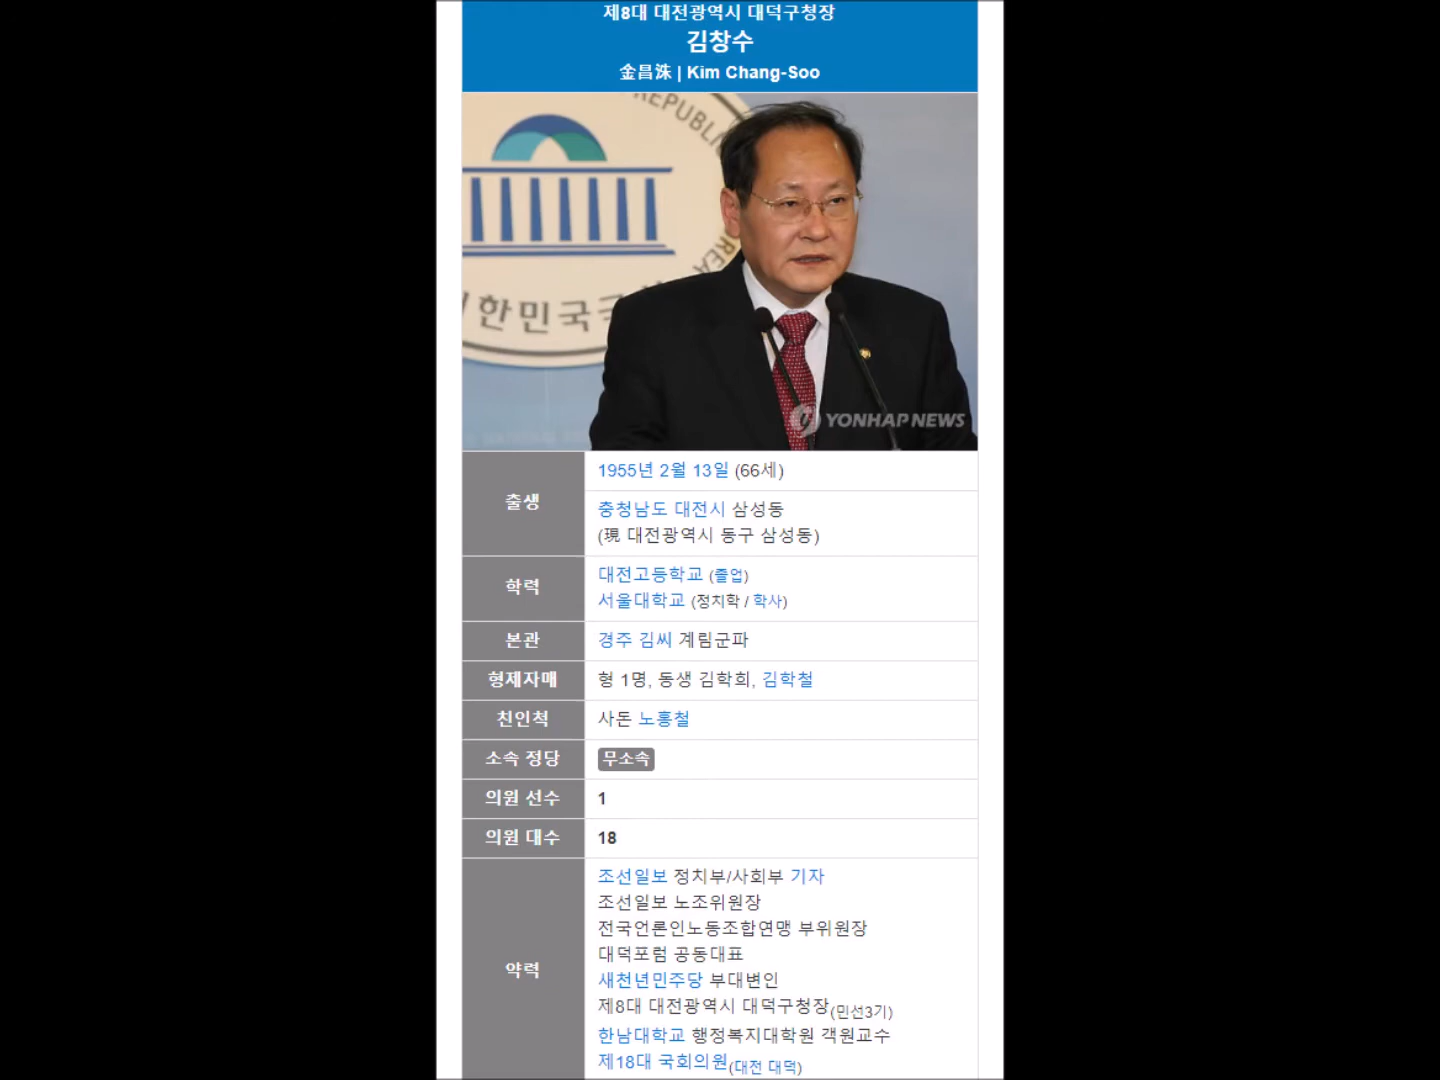 제8대 대전광역시 대덕구청장
김창수
金昌洙 | Kim Chang-Soo
REPUBLI
REA
한민국국
YONHAP NEWS
출생
1955년 2월 13일 (66세)
충청남도 대전시 삼성동
(現 대전광역시 동구 삼성동)
학력
대전고등학교 (졸업)
서울대학교 (정치학 / 학사)
본관
경주 김씨 계림군파
형제자매
형 1명, 동생 김학희, 김학철
친인척
사돈 노홍철
소속 정당
무소속
의원 선수
1
의원 대수
18
약력
조선일보 정치부/사회부 기자
조선일보 노조위원장
전국언론인노동조합연맹 부위원장
대덕포럼 공동대표
새천년민주당 부대변인
제8대 대전광역시 대덕구청장(민선3기)
한남대학교 행정복지대학원 객원교수
제18대 국회의원(대전 대덕)